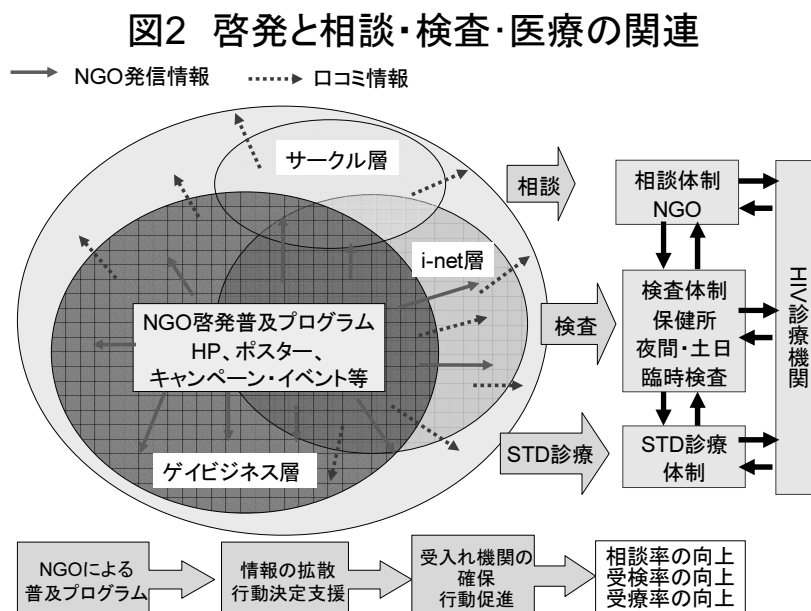 図2 啓発と相談・検査・医療の関連
NGO発信情報
口コミ情報
サークル層
i-net層
NGO啓発普及プログラム
HP、ポスター、
キャンペーン・イベント等
ゲイビジネス層
相談
検査
STD診療
相談体制
NGO
検査体制
保健所
夜間・土日
臨時検査
STD診療
体制
HIV診療機関
NGOによる
普及プログラム
情報の拡散
行動決定支援
受入れ機関の
確保
行動促進
相談率の向上
受検率の向上
受療率の向上